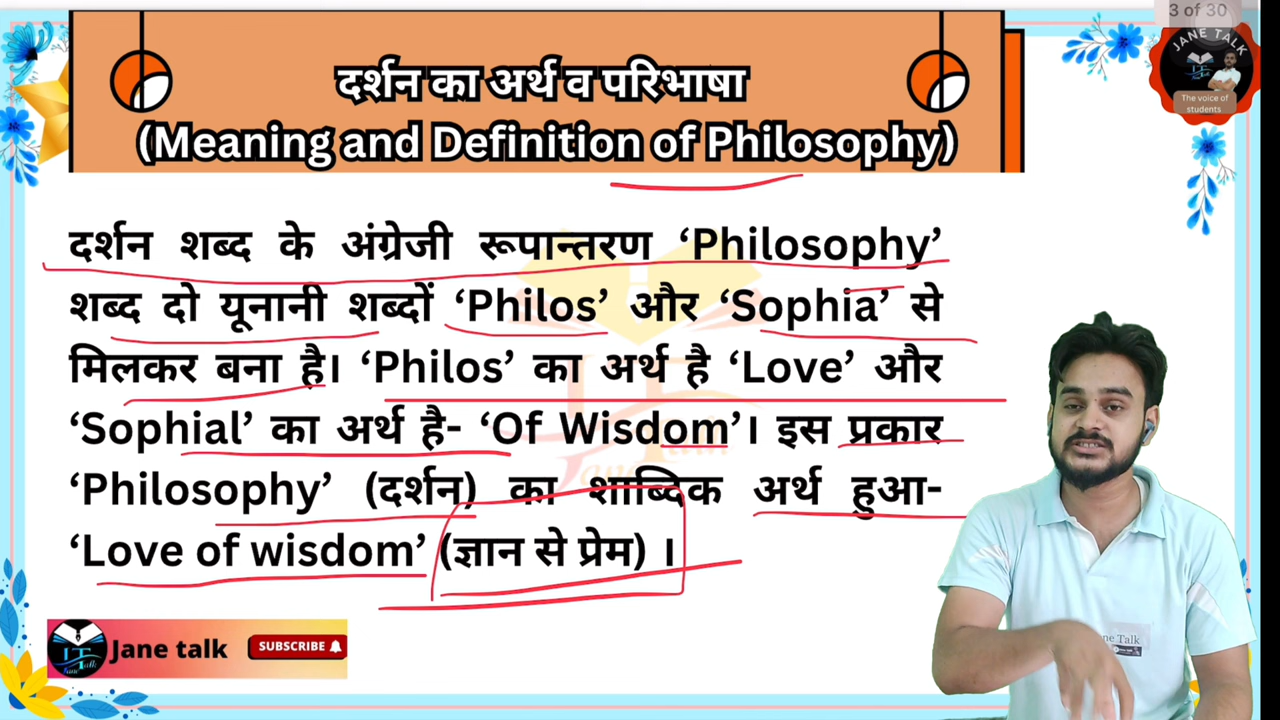 3 of 30
JANE TALK
The voice of
students
दर्शन का अर्थ व परिभाषा
(Meaning and Definition of Philosophy)
दर्शन शब्द के अंग्रेजी रूपान्तरण ‘Philosophy’
शब्द दो यूनानी शब्दों ‘Philos’ और ‘Sophia’ से
मिलकर बना है। ‘Philos’ का अर्थ है ‘Love’ और
‘Sophial’ का अर्थ है- ‘Of Wisdom’। इस प्रकार
‘Philosophy’ (दर्शन) का शाब्दिक अर्थ हुआ-
‘Love of wisdom’ (ज्ञान से प्रेम) ।
Jane talk
SUBSCRIBE